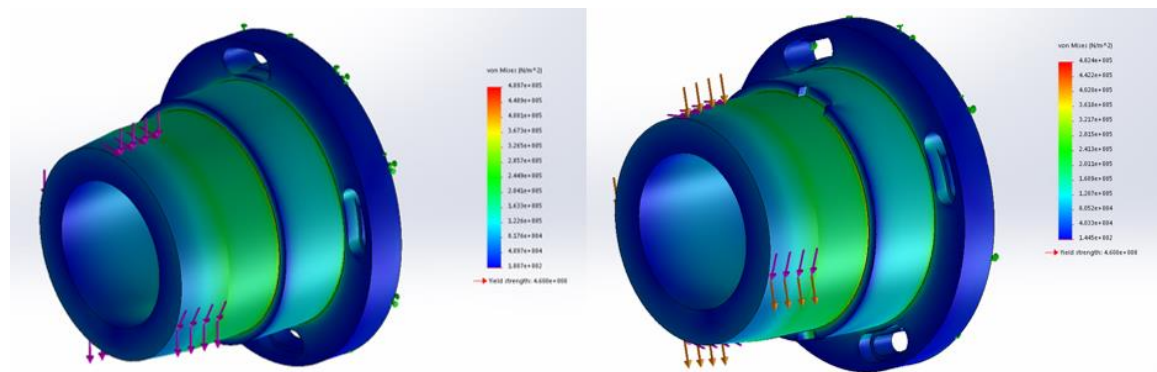 von Mises (N/m^2)
4.897e+005
4.489e+005
4.081e+005
3.673e+005
3.265e+005
2.857e+005
2.449e+005
2.041e+005
1.633e+005
1.226e+005
8.176e+004
4.097e+004
1.807e+002
Yield strength: 4.600e+008
von Mises (N/m^2)
4.824e+005
4.422e+005
4.020e+005
3.618e+005
3.217e+005
2.815e+005
2.413e+005
2.011e+005
1.609e+005
1.207e+005
8.052e+004
4.033e+004
1.445e+002
Yield strength: 4.600e+008